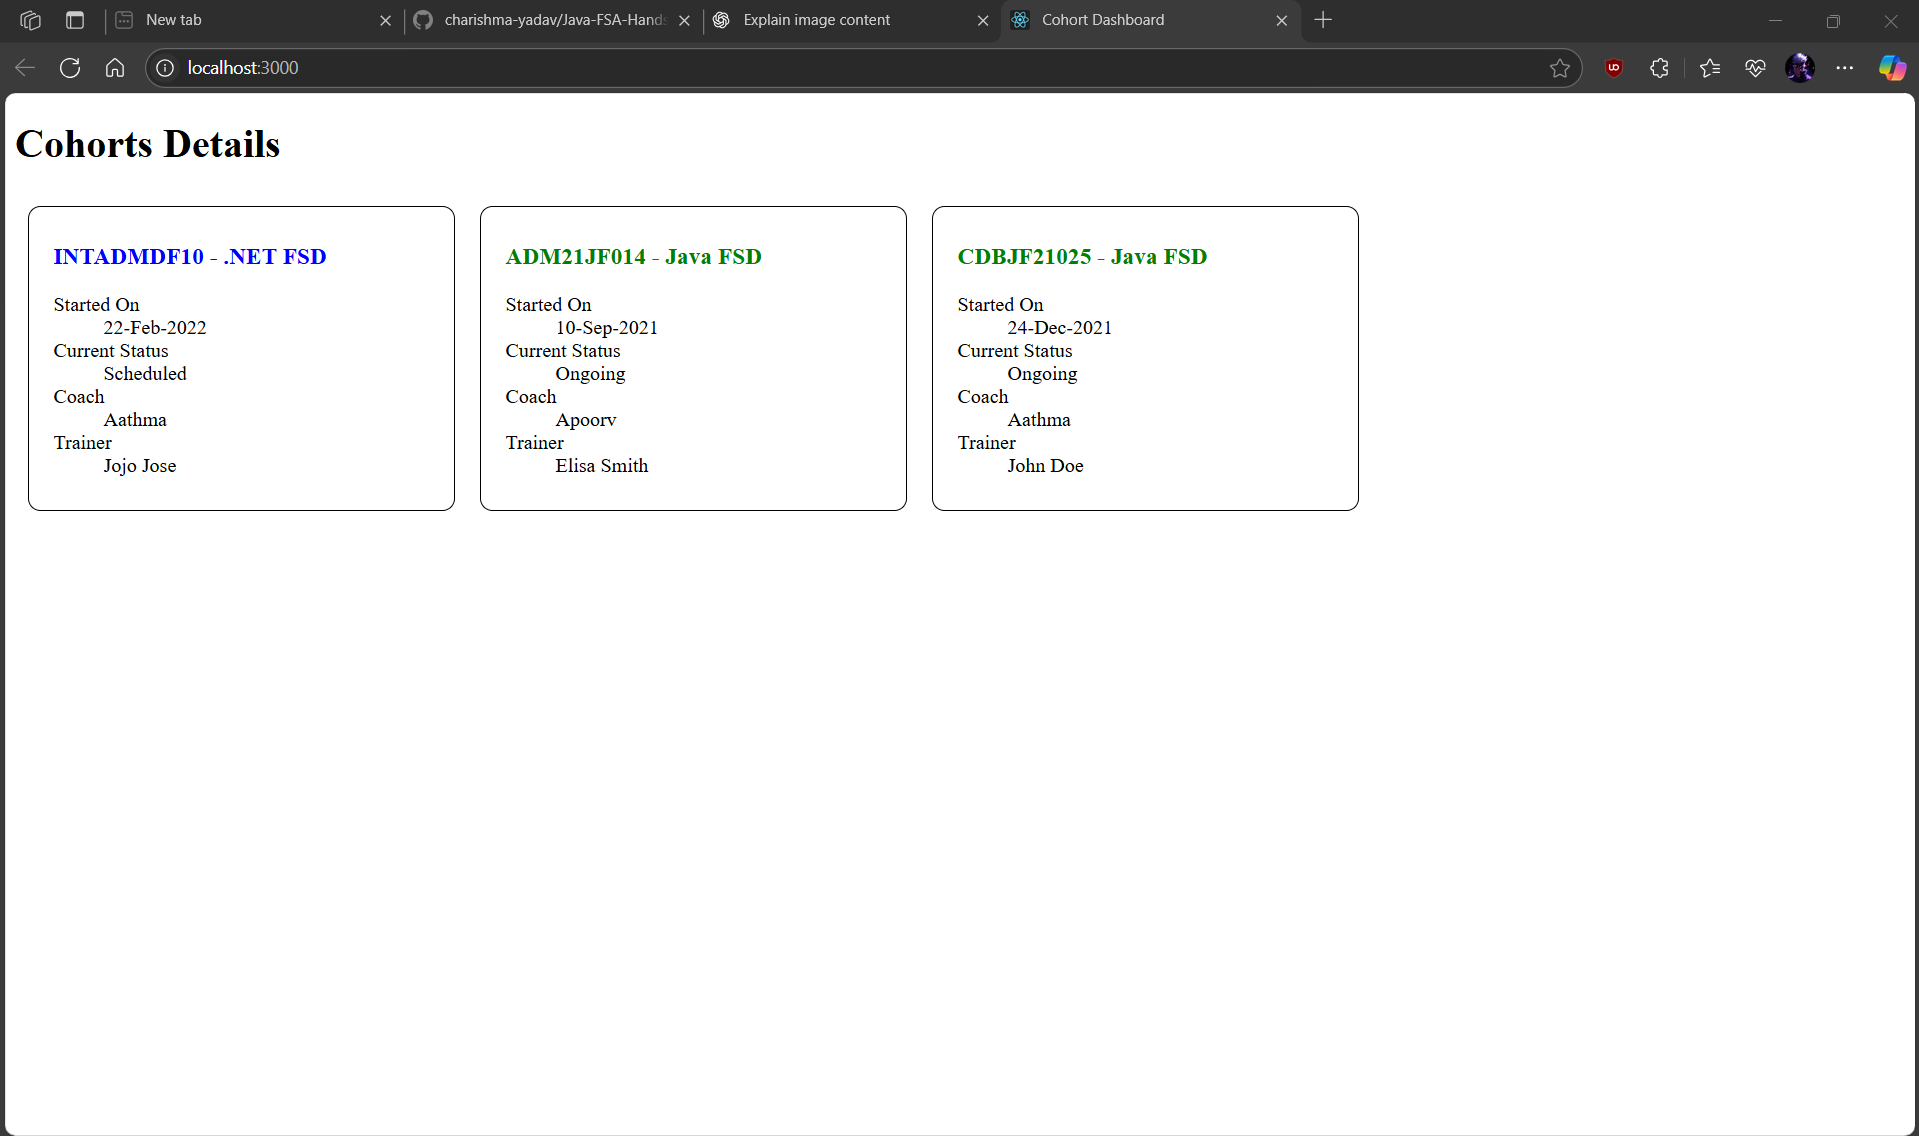 New tab
charishma-yadav/Java-FSA-Hands
Explain image content
Cohort Dashboard
localhost:3000
Cohorts Details
INTADMDF10 - .NET FSD
Started On
22-Feb-2022
Current Status
Scheduled
Coach
Aathma
Trainer
Jojo Jose
ADM21JF014 - Java FSD
Started On
10-Sep-2021
Current Status
Ongoing
Coach
Apoorv
Trainer
Elisa Smith
CDBJF21025 - Java FSD
Started On
24-Dec-2021
Current Status
Ongoing
Coach
Aathma
Trainer
John Doe